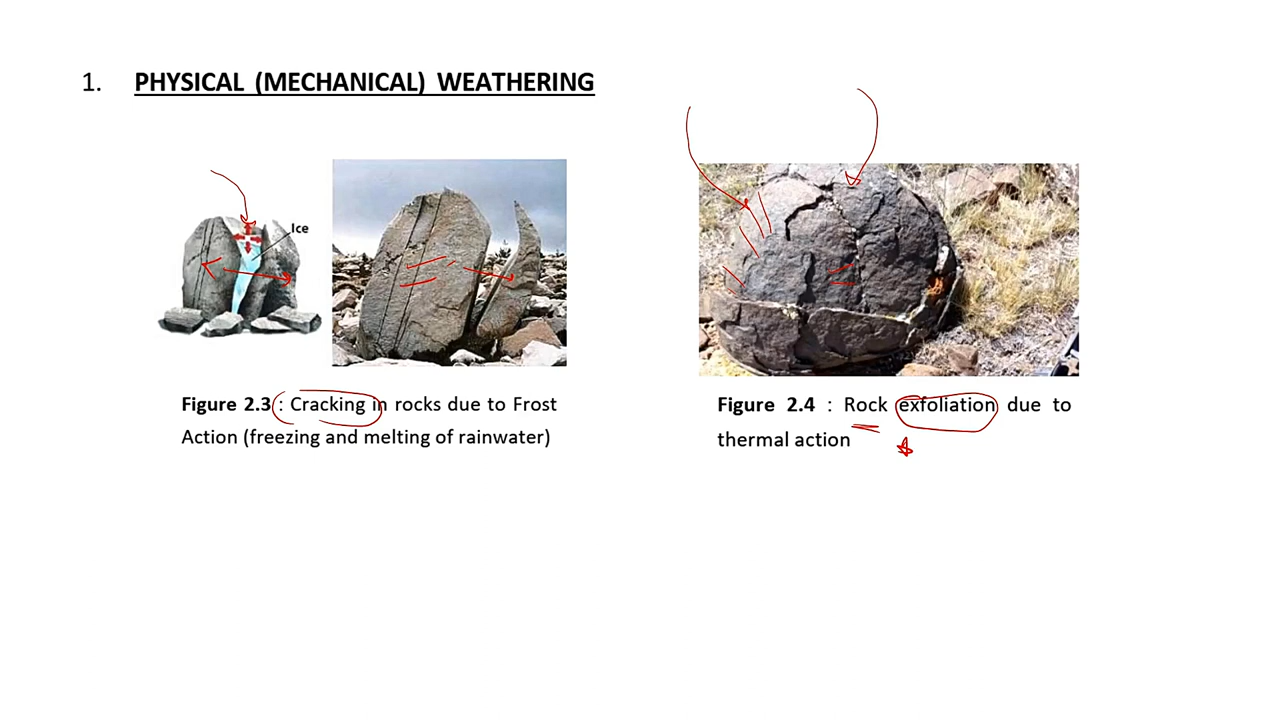 1. PHYSICAL (MECHANICAL) WEATHERING
Ice
Figure 2.3 : Cracking in rocks due to Frost
Action (freezing and melting of rainwater)
Figure 2.4 : Rock exfoliation due to
thermal action